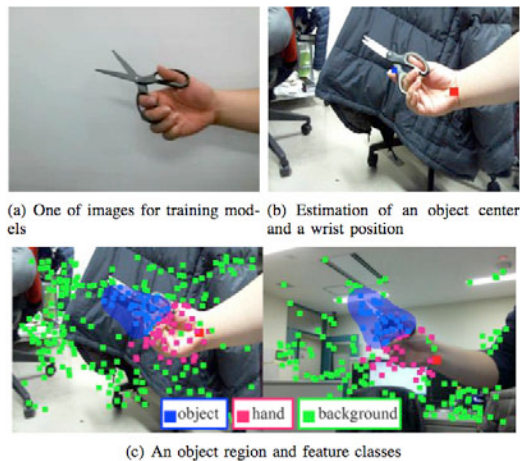 (a) One of images for training mod-
els
(b) Estimation of an object center
and a wrist position
object
hand
background
(c) An object region and feature classes